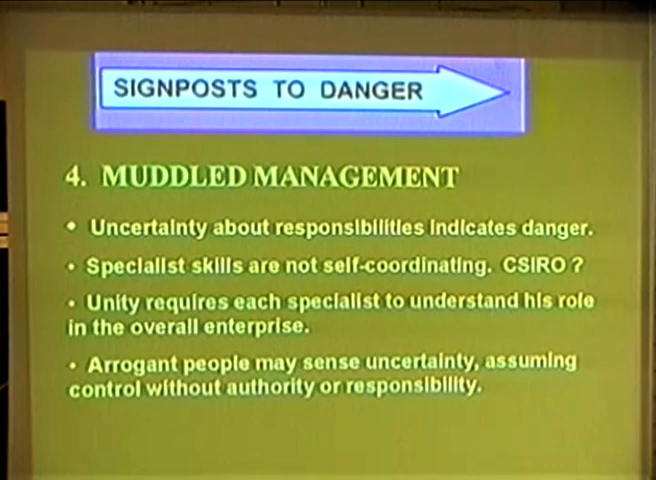 SIGNPOSTS TO DANGER
4. MUDDLED MANAGEMENT
• Uncertainty about responsibilities indicates danger.
• Specialist skills are not self-coordinating. CSIRO ?
• Unity requires each specialist to understand his role
in the overall enterprise.
• Arrogant people may sense uncertainty, assuming
control without authority or responsibility.